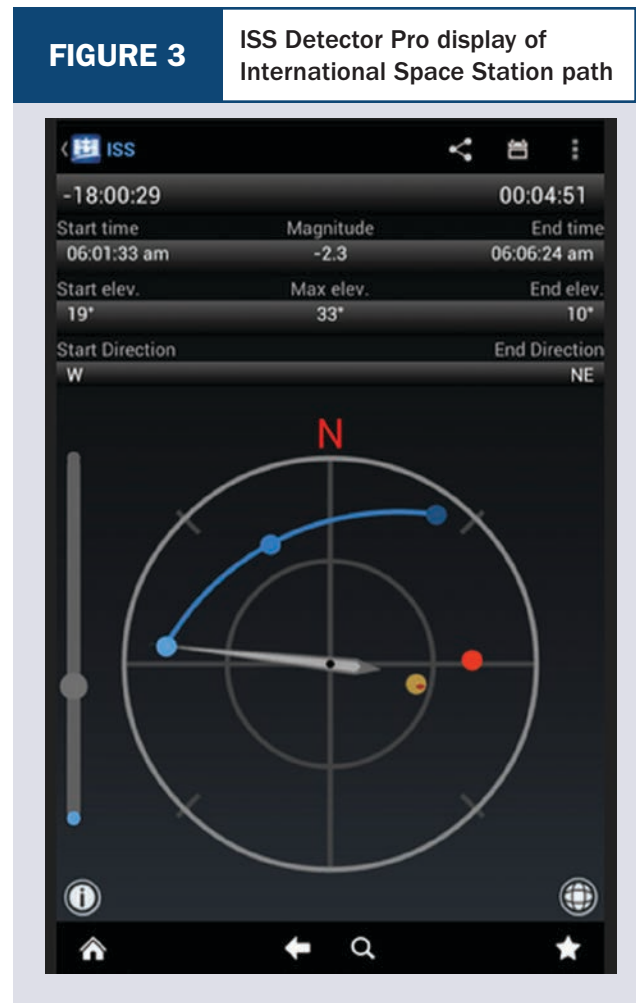 FIGURE 3
ISS Detector Pro display of
International Space Station path
ISS
-18:00:29 00:04:51
Start time Magnitude End time
06:01:33 am -2.3 06:06:24 am
Start elev. Max elev. End elev.
19° 33° 10°
Start Direction End Direction
W NE
N